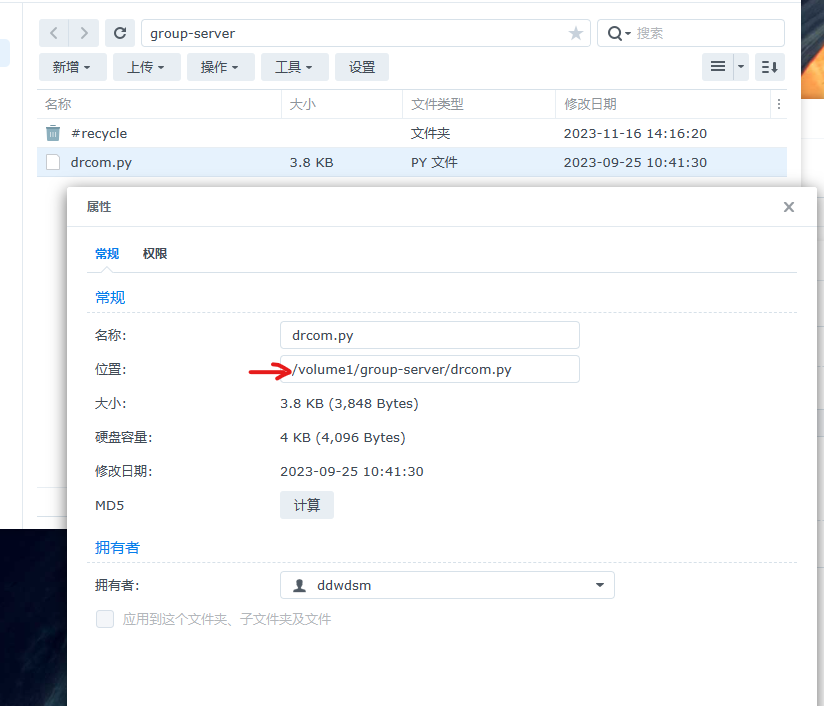 group-server
搜索
新增
上传
操作
工具
设置
名称 大小 文件类型 修改日期
#recycle 文件夹 2023-11-16 14:16:20
drcom.py 3.8 KB PY 文件 2023-09-25 10:41:30
属性
常规 权限
常规
名称: drcom.py
位置: /volume1/group-server/drcom.py
大小: 3.8 KB (3,848 Bytes)
硬盘容量: 4 KB (4,096 Bytes)
修改日期: 2023-09-25 10:41:30
MD5 计算
拥有者
拥有者: ddwdsm
应用到这个文件夹、子文件夹及文件